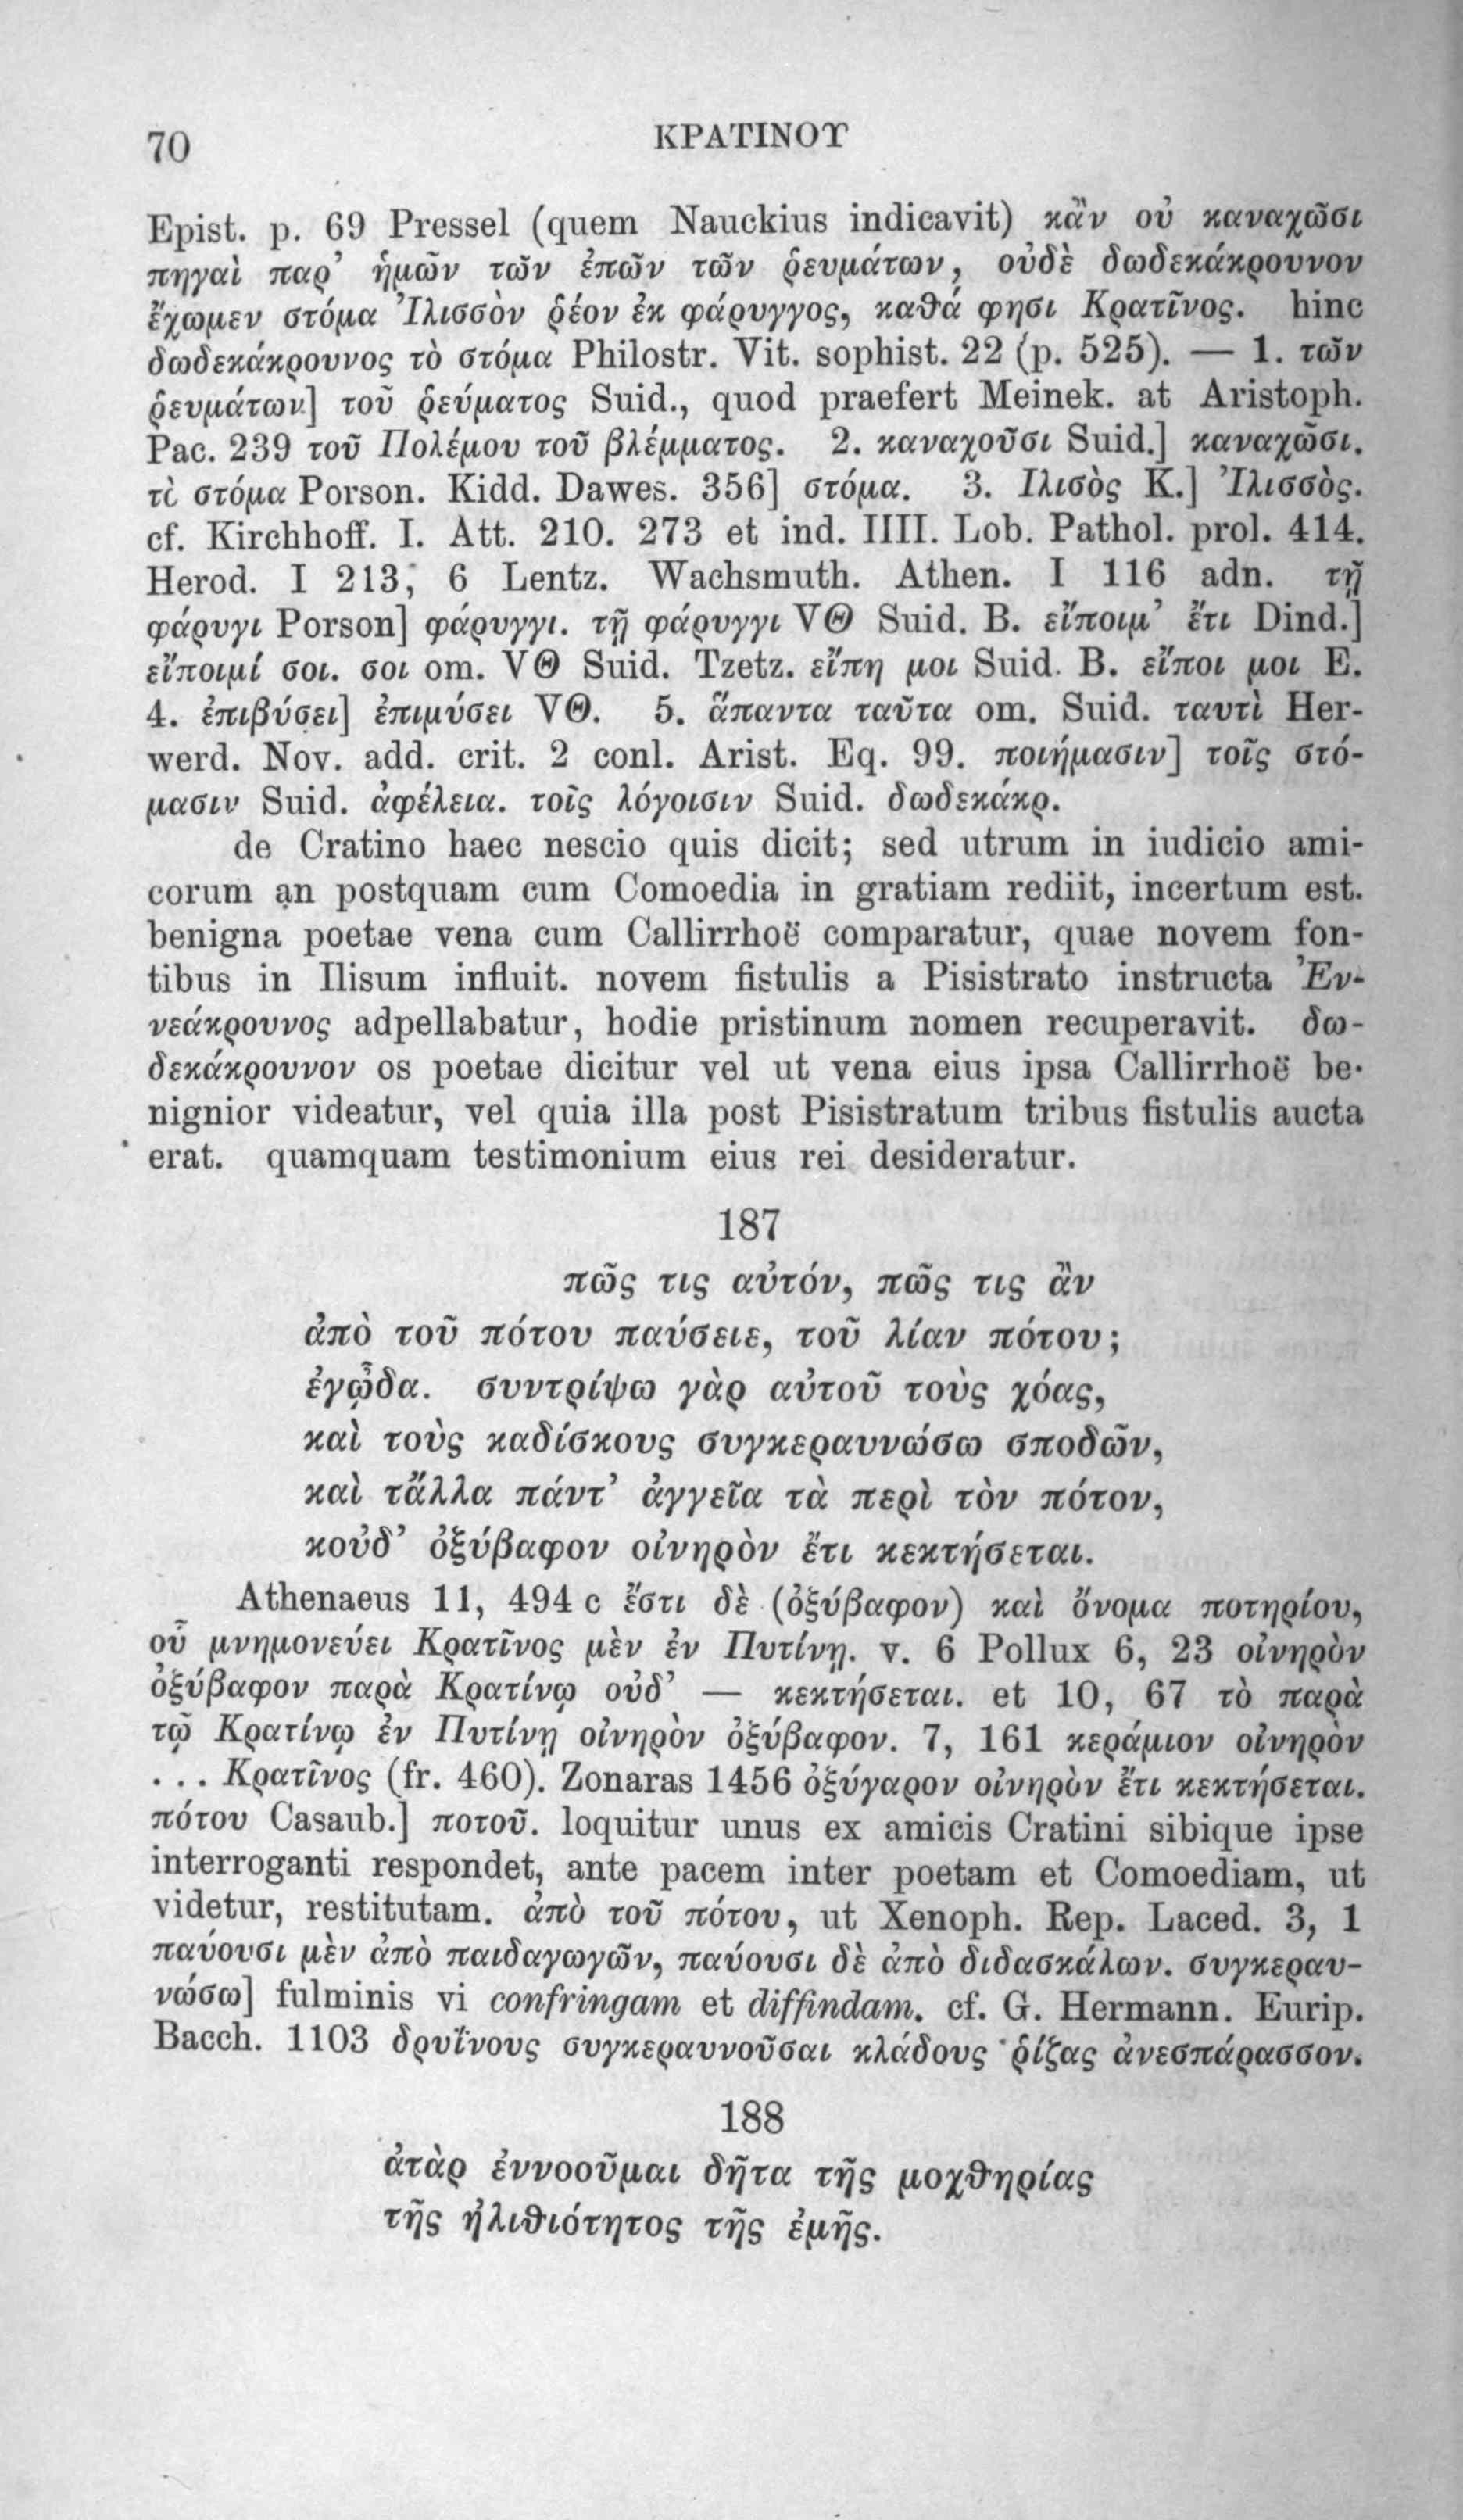 70
ΚΡΑΤΙΝΟΥ
Epist. p. 69 Pressel (quem Nauckius indicavit) κἂν οὐ καναχῶσι
πηγαὶ παρ’ ἡμῶν τῶν ἐπῶν τῶν ῥευμάτων, οὐδὲ δωδεκάκρουνον
ἔχωμεν στόμα Ἰλισσὸν ῥέον ἐκ φάρυγγος, καθά φησι Κρατῖνος. hinc
δωδεκάκρουνος τὸ στόμα Philostr. Vit. sophist. 22 (p. 525). — 1. τῶν
ῥευμάτων] τοῦ ῥεύματος Suid., quod praefert Meinek. at Aristoph.
Pac. 239 τοῦ Πολέμου τοῦ βλέμματος. 2. καναχοῦσι Suid.] καναχῶσι.
τὸ στόμα Porson. Kidd. Dawes. 356] στόμα. 3. Ιλισὸς K.] Ἰλισσὸς.
cf. Kirchhoff. I. Att. 210. 273 et ind. IIII. Lob. Pathol. prol. 414.
Herod. I 213, 6 Lentz. Wachsmuth. Athen. I 116 adn. τῇ
φάρυγι Porson] φάρυγγι. τῇ φάρυγγι VΘ Suid. B. εἴποιμ’ ἔτι Dind.]
εἴποιμί σοι. σοι om. VΘ Suid. Tzetz. εἴπη μοι Suid. B. εἴποι μοι E.
4. ἐπιβύσει] ἐπιμύσει VΘ. 5. ἅπαντα ταῦτα om. Suid. ταυτὶ Her-
werd. Nov. add. crit. 2 conl. Arist. Eq. 99. ποιήμασιν] τοῖς στό-
μασιν Suid. ἀφέλεια. τοῖς λόγοισιν Suid. δωδεκάκρ.
de Cratino haec nescio quis dicit; sed utrum in iudicio ami-
corum an postquam cum Comoedia in gratiam rediit, incertum est.
benigna poetae vena cum Callirrhoë comparatur, quae novem fon-
tibus in Ilisum influit. novem fistulis a Pisistrato instructa Ἐν-
νεάκρουνος adpellabatur, hodie pristinum nomen recuperavit. δω-
δεκάκρουνον os poetae dicitur vel ut vena eius ipsa Callirrhoë be-
nignior videatur, vel quia illa post Pisistratum tribus fistulis aucta
erat. quamquam testimonium eius rei desideratur.
187
πῶς τις αὐτόν, πῶς τις ἂν
ἀπὸ τοῦ πότου παύσειε, τοῦ λίαν πότου;
ἐγᾦδα. συντρίψω γὰρ αὐτοῦ τοὺς χόας,
καὶ τοὺς καδίσκους συγκεραυνώσω σποδῶν,
καὶ τἄλλα πάντ’ ἀγγεῖα τὰ περὶ τὸν πότον,
κοὐδ’ ὀξύβαφον οἰνηρὸν ἔτι κεκτήσεται.
Athenaeus 11, 494 c ἔστι δὲ (ὀξύβαφον) καὶ ὄνομα ποτηρίου,
οὗ μνημονεύει Κρατῖνος μὲν ἐν Πυτίνῃ. v. 6 Pollux 6, 23 οἰνηρὸν
ὀξύβαφον παρὰ Κρατίνῳ οὐδ’ — κεκτήσεται. et 10, 67 τὸ παρὰ
τῷ Κρατίνῳ ἐν Πυτίνῃ οἰνηρὸν ὀξύβαφον. 7, 161 κεράμιον οἰνηρὸν
. . . Κρατῖνος (fr. 460). Zonaras 1456 ὀξύγαρον οἰνηρὸν ἔτι κεκτήσεται.
πότου Casaub.] ποτοῦ. loquitur unus ex amicis Cratini sibique ipse
interroganti respondet, ante pacem inter poetam et Comoediam, ut
videtur, restitutam. ἀπὸ τοῦ πότου, ut Xenoph. Rep. Laced. 3, 1
παύουσι μὲν ἀπὸ παιδαγωγῶν, παύουσι δὲ ἀπὸ διδασκάλων. συγκεραυ-
νώσω] fulminis vi confringam et diffindam. cf. G. Hermann. Eurip.
Bacch. 1103 δρυΐνους συγκεραυνοῦσαι κλάδους ῥίζας ἀνεσπάρασσον.
188
ἀτὰρ ἐννοοῦμαι δῆτα τῆς μοχθηρίας
τῆς ἠλιθιότητος τῆς ἐμῆς.